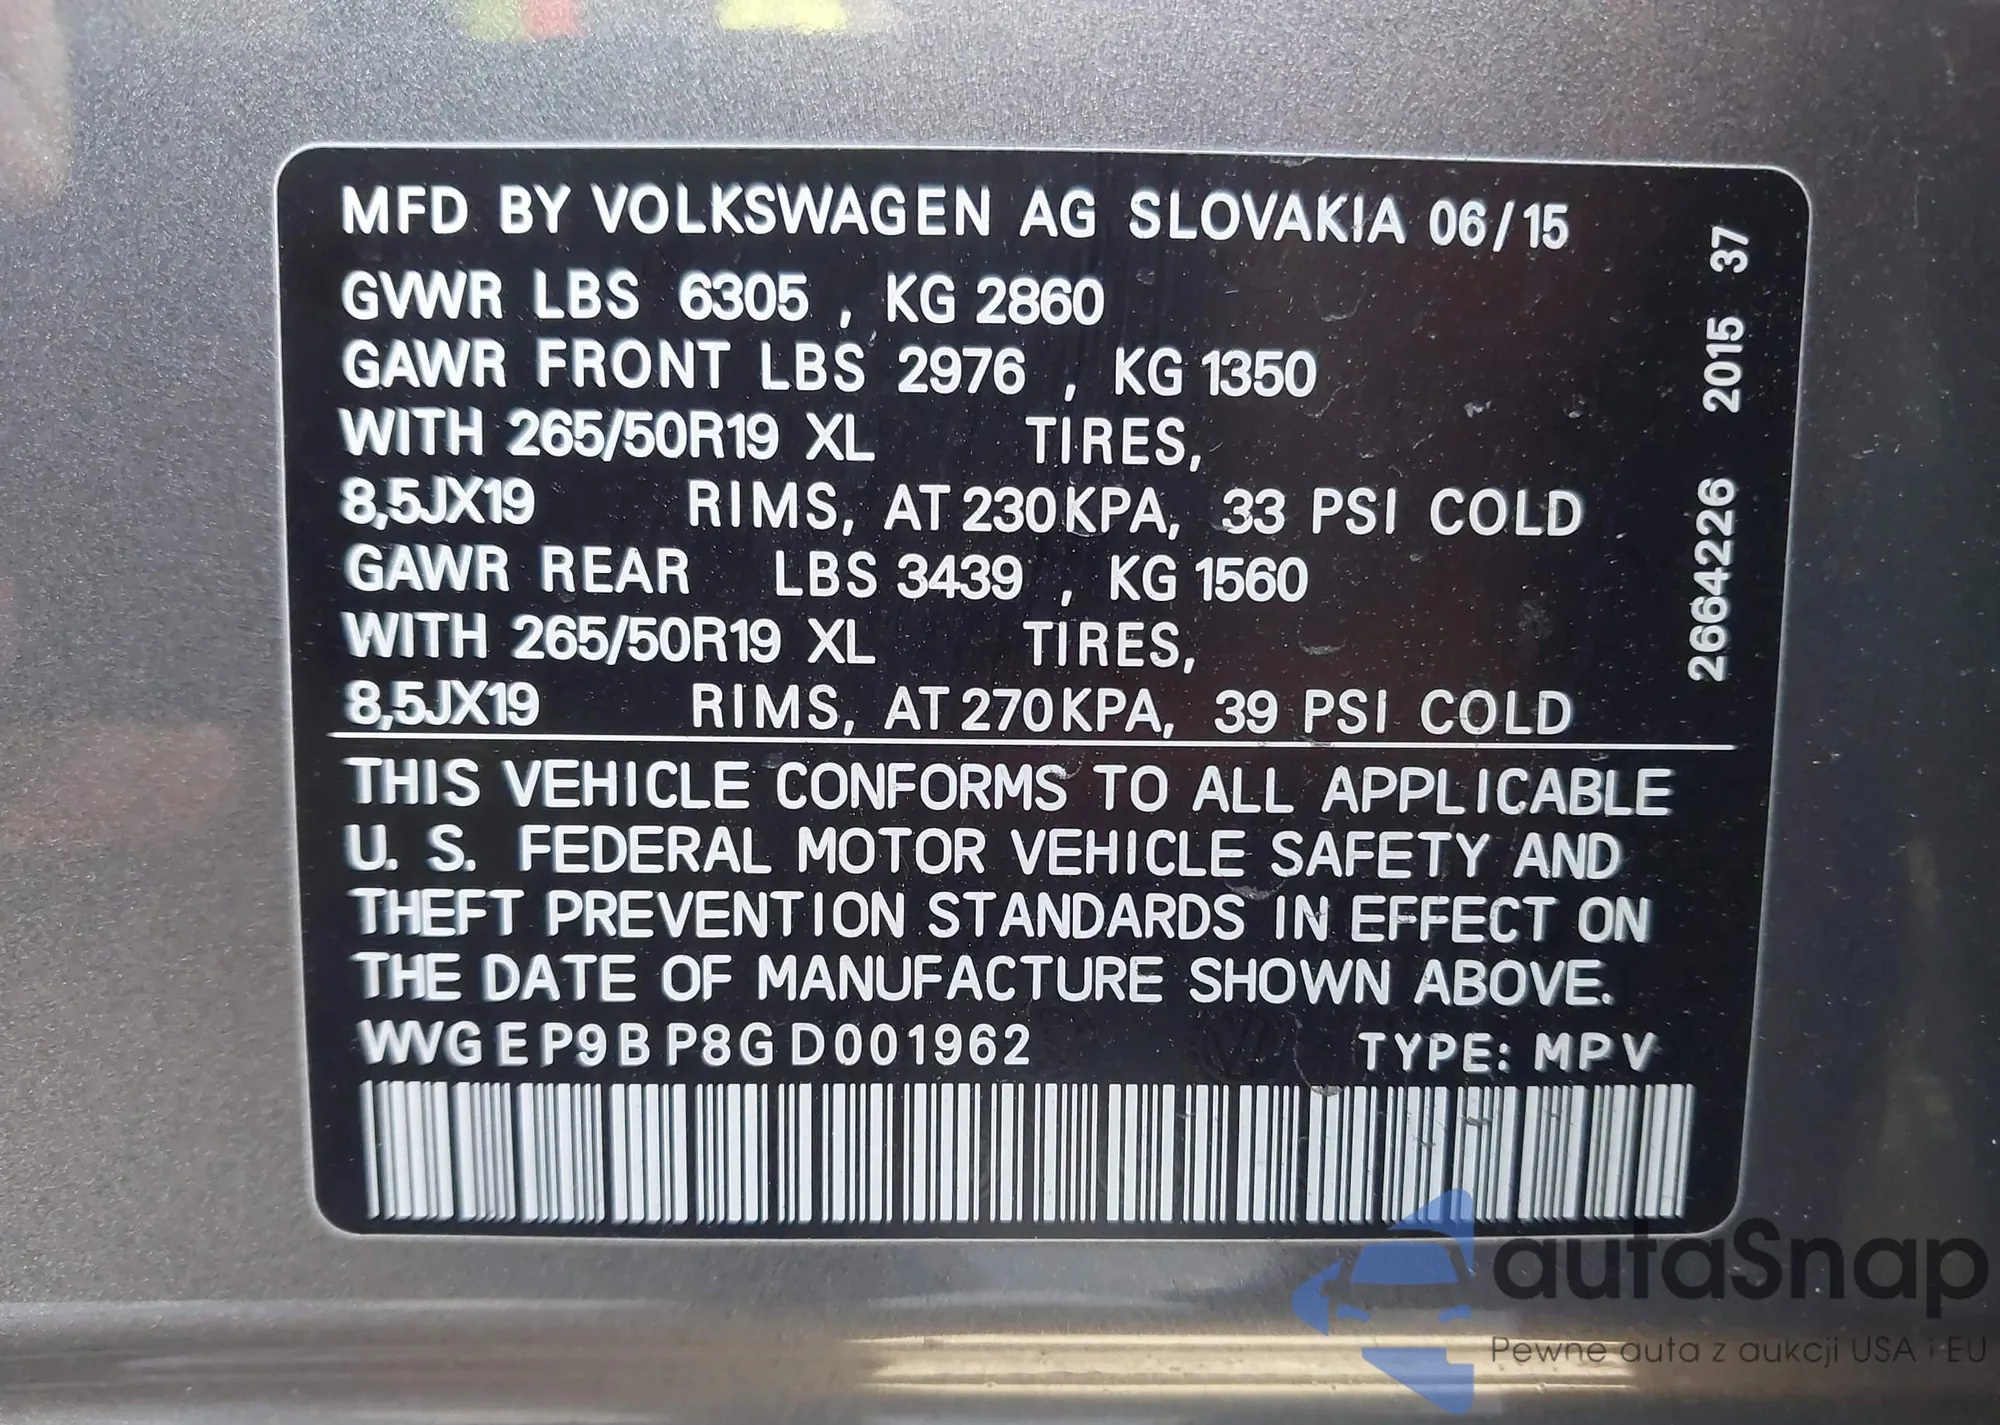 MFD BY VOLKSWAGEN AG SLOVAKIA 06/15
GVWR LBS 6305 , KG 2860
GAWR FRONT LBS 2976 , KG 1350
WITH 265/50R19 XL TIRES,
8,5JX19 RIMS, AT 230KPA, 33 PSI COLD
GAWR REAR LBS 3439 , KG 1560
WITH 265/50R19 XL TIRES,
8,5JX19 RIMS, AT 270KPA, 39 PSI COLD
THIS VEHICLE CONFORMS TO ALL APPLICABLE
U. S. FEDERAL MOTOR VEHICLE SAFETY AND
THEFT PREVENTION STANDARDS IN EFFECT ON
THE DATE OF MANUFACTURE SHOWN ABOVE.
WVGEP9BP8GD001962 TYPE: MPV
2664226 2015 37
autaSnap
Pewne auta z aukcji USA i EU